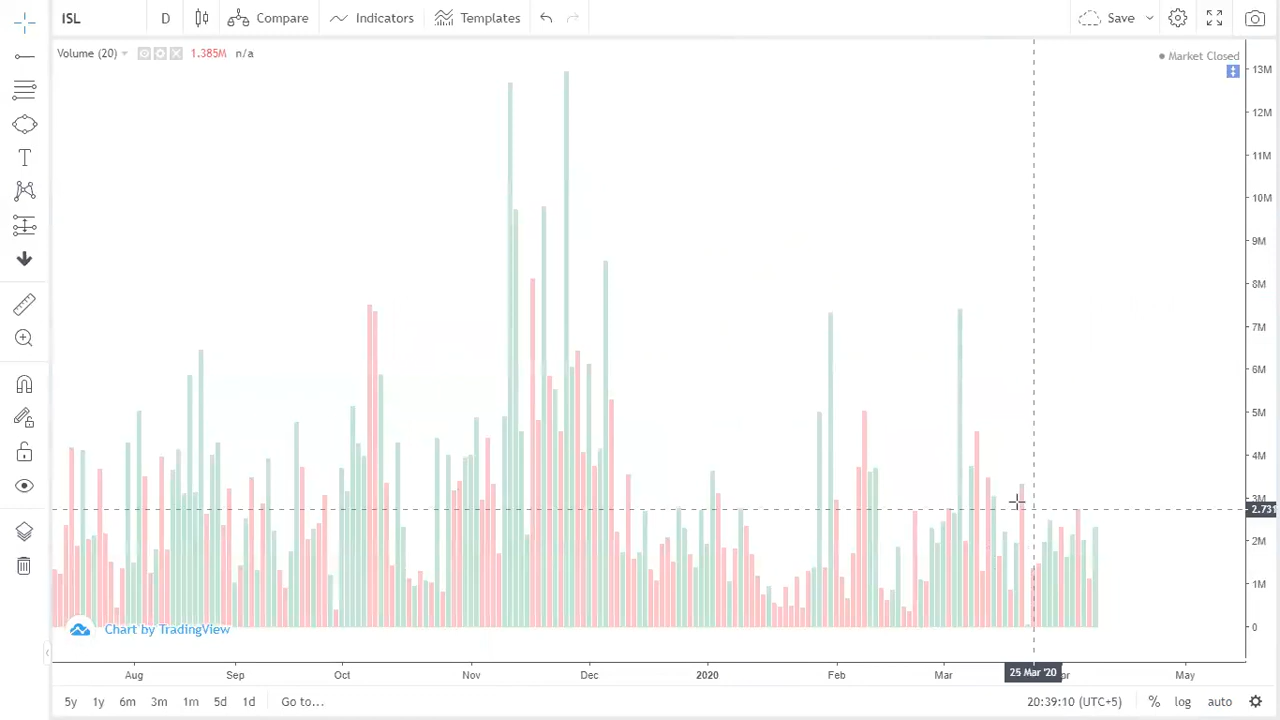 ISL D Compare Indicators Templates Save
Volume (20) 1.385M n/a
Market Closed
13M
12M
11M
10M
9M
8M
7M
6M
5M
4M
3M
2.731
2M
1M
0
Chart by TradingView
Aug Sep Oct Nov Dec 2020 Feb Mar 25 Mar '20 May
5y 1y 6m 3m 1m 5d 1d Go to... 20:39:10 (UTC+5) % log auto